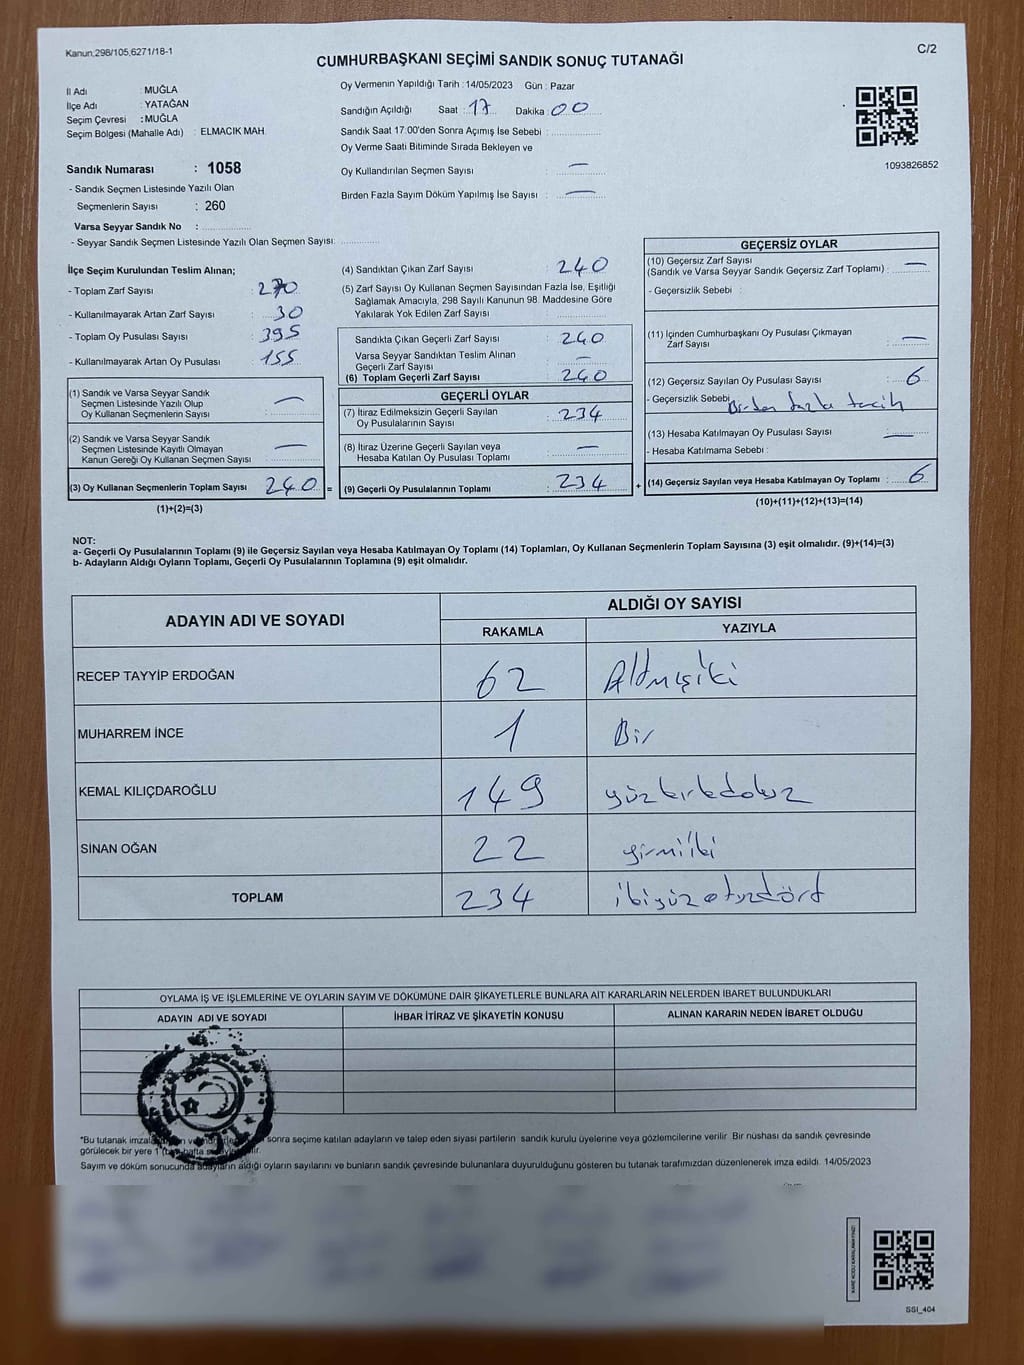 Kanun,298/105,6271/18-1
C/2
CUMHURBAŞKANI SEÇİMİ SANDIK SONUÇ TUTANAĞI
İl Adı : MUĞLA
İlçe Adı : YATAĞAN
Seçim Çevresi : MUĞLA
Seçim Bölgesi (Mahalle Adı) : ELMACIK MAH.
Sandık Numarası : 1058
- Sandık Seçmen Listesinde Yazılı Olan
Seçmenlerin Sayısı : 260
Varsa Seyyar Sandık No :
- Seyyar Sandık Seçmen Listesinde Yazılı Olan Seçmen Sayısı:
Oy Vermenin Yapıldığı Tarih : 14/05/2023 Gün : Pazar
Sandığın Açıldığı Saat : 17 Dakika : 00
Sandık Saat 17:00'den Sonra Açımış İse Sebebi :
Oy Verme Saati Bitiminde Sırada Bekleyen ve
Oy Kullandırılan Seçmen Sayısı : —
Birden Fazla Sayım Döküm Yapılmış İse Sayısı : —
1093826852
İlçe Seçim Kurulundan Teslim Alınan;
- Toplam Zarf Sayısı : 270
- Kullanılmayarak Artan Zarf Sayısı : 30
- Toplam Oy Pusulası Sayısı : 395
- Kullanılmayarak Artan Oy Pusulası : 155
(1) Sandık ve Varsa Seyyar Sandık
Seçmen Listesinde Yazılı Olup
Oy Kullanan Seçmenlerin Sayısı : —
(2) Sandık ve Varsa Seyyar Sandık
Seçmen Listesinde Kayıtlı Olmayan
Kanun Gereği Oy Kullanan Seçmen Sayısı : —
(3) Oy Kullanan Seçmenlerin Toplam Sayısı : 240 =
(1)+(2)=(3)
(4) Sandıktan Çıkan Zarf Sayısı : 240
(5) Zarf Sayısı Oy Kullanan Seçmen Sayısından Fazla İse, Eşitliği
Sağlamak Amacıyla, 298 Sayılı Kanunun 98. Maddesine Göre
Yakılarak Yok Edilen Zarf Sayısı :
Sandıkta Çıkan Geçerli Zarf Sayısı : 240
Varsa Seyyar Sandıktan Teslim Alınan
Geçerli Zarf Sayısı : —
(6) Toplam Geçerli Zarf Sayısı : 240
GEÇERLİ OYLAR
(7) İtiraz Edilmeksizin Geçerli Sayılan
Oy Pusulalarının Sayısı : 234
(8) İtiraz Üzerine Geçerli Sayılan veya
Hesaba Katılan Oy Pusulası Toplamı : —
(9) Geçerli Oy Pusulalarının Toplamı : 234 +
GEÇERSİZ OYLAR
(10) Geçersiz Zarf Sayısı
(Sandık ve Varsa Seyyar Sandık Geçersiz Zarf Toplamı) : —
- Geçersizlik Sebebi :
(11) İçinden Cumhurbaşkanı Oy Pusulası Çıkmayan
Zarf Sayısı : —
(12) Geçersiz Sayılan Oy Pusulası Sayısı : 6
- Geçersizlik Sebebi : Birden fazla tercih
(13) Hesaba Katılmayan Oy Pusulası Sayısı : —
- Hesaba Katılmama Sebebi :
(14) Geçersiz Sayılan veya Hesaba Katılmayan Oy Toplamı : 6
(10)+(11)+(12)+(13)=(14)
NOT:
a- Geçerli Oy Pusulalarının Toplamı (9) ile Geçersiz Sayılan veya Hesaba Katılmayan Oy Toplamı (14) Toplamları, Oy Kullanan Seçmenlerin Toplam Sayısına (3) eşit olmalıdır. (9)+(14)=(3)
b- Adayların Aldığı Oyların Toplamı, Geçerli Oy Pusulalarının Toplamına (9) eşit olmalıdır.
ADAYIN ADI VE SOYADI
ALDIĞI OY SAYISI
RAKAMLA YAZIYLA
RECEP TAYYİP ERDOĞAN 62 Altmışiki
MUHARREM İNCE 1 Bir
KEMAL KILIÇDAROĞLU 149 yüzkırkdokuz
SİNAN OĞAN 22 yirmiiki
TOPLAM 234 ikiyüzotuzdört
OYLAMA İŞ VE İŞLEMLERİNE VE OYLARIN SAYIM VE DÖKÜMÜNE DAİR ŞİKAYETLERLE BUNLARA AİT KARARLARIN NELERDEN İBARET BULUNDUKLARI
ADAYIN ADI VE SOYADI İHBAR İTİRAZ VE ŞİKAYETİN KONUSU ALINAN KARARIN NEDEN İBARET OLDUĞU
*Bu tutanak sonra seçime katılan adayların ve talep eden siyasi partilerin sandık kurulu üyelerine veya gözlemcilerine verilir. Bir nüshası da sandık çevresinde
görülecek bir yere 1 hafta
Sayım ve döküm sonucunda adayların aldığı oyların sayılarını ve bunların sandık çevresinde bulunanlara duyurulduğunu gösteren bu tutanak tarafımızdan düzenlenerek imza edildi. 14/05/2023
KARE KODU KARALAMAYINIZ!
SSI_404